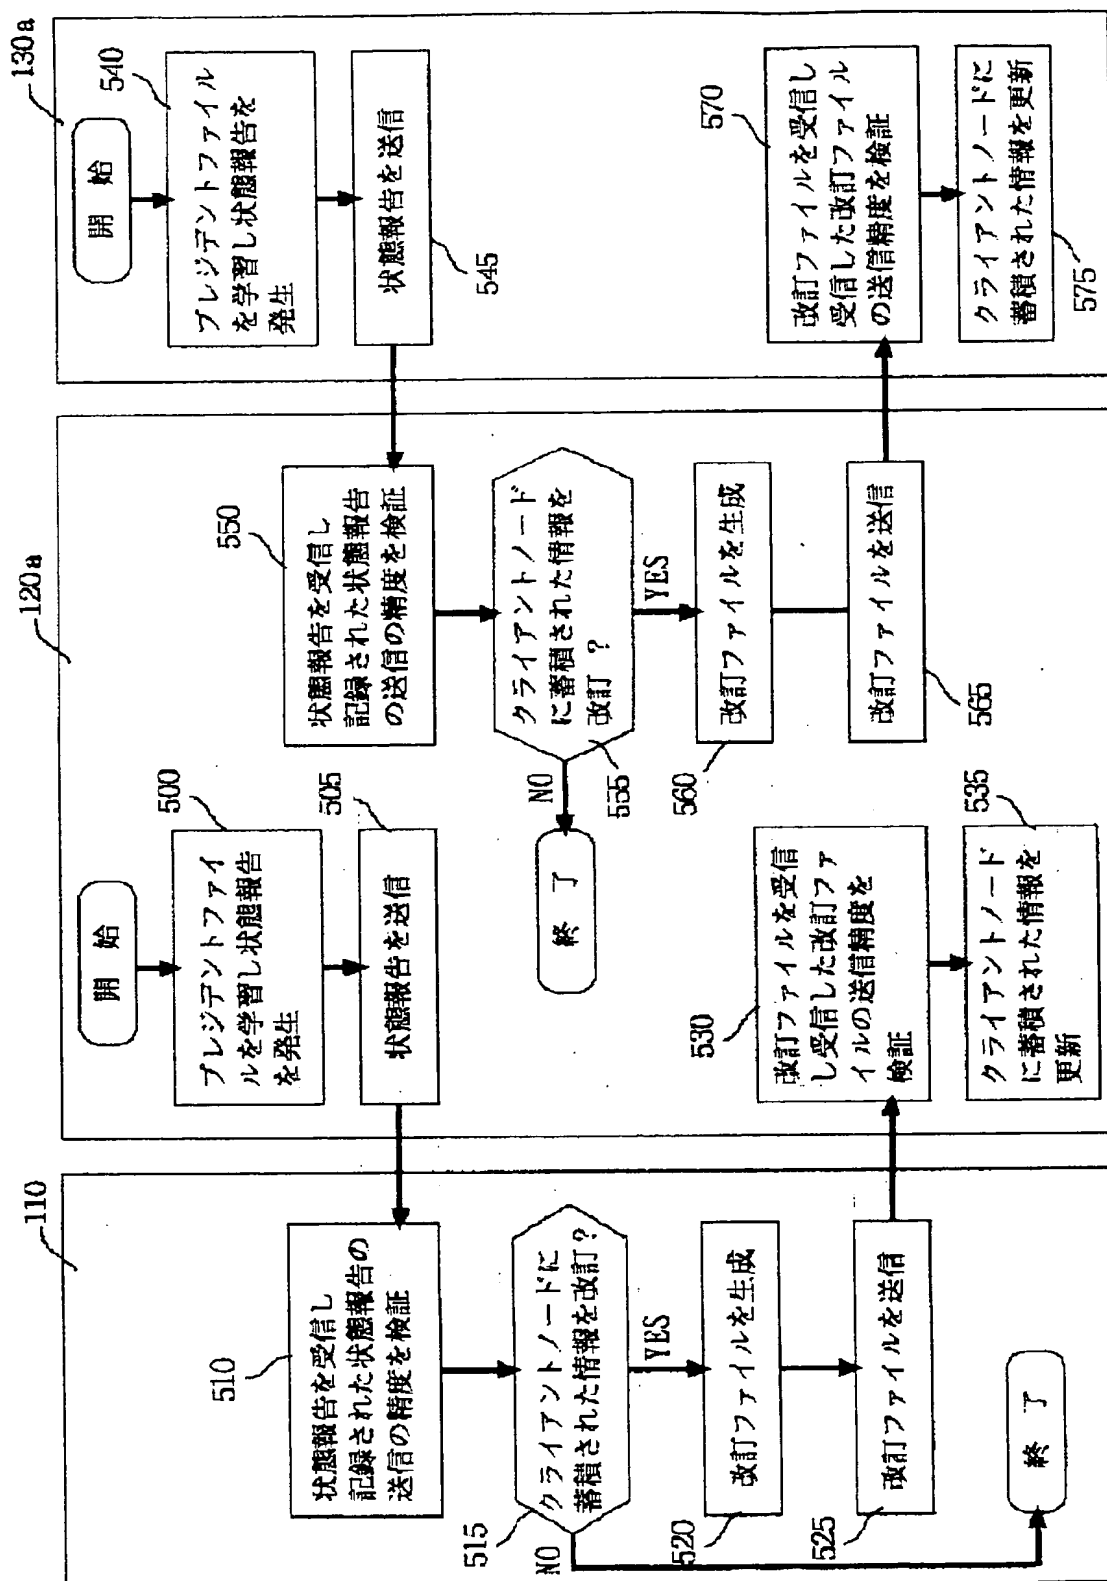 110
510
状態報告を受信し
記録された状態報告の
送信の精度を検証
515
クライアントノードに
蓄積された情報を改訂？
NO
YES
520
改訂ファイルを生成
525
改訂ファイルを送信
終 了
120a
開 始
500
プレジデントファイ
ルを学習し状態報告
を発生
505
状態報告を送信
550
状態報告を受信し
記録された状態報告
の送信の精度を検証
555
クライアントノード
に蓄積された情報を
改訂？
NO
終 了
YES
560
改訂ファイルを生成
565
改訂ファイルを送信
530
改訂ファイルを受信
し受信した改訂ファ
イルの送信精度を
検証
535
クライアントノード
に蓄積された情報を
更新
130a
開 始
540
プレジデントファイル
を学習し状態報告を
発生
545
状態報告を送信
570
改訂ファイルを受信し
受信した改訂ファイル
の送信精度を検証
575
クライアントノードに
蓄積された情報を更新